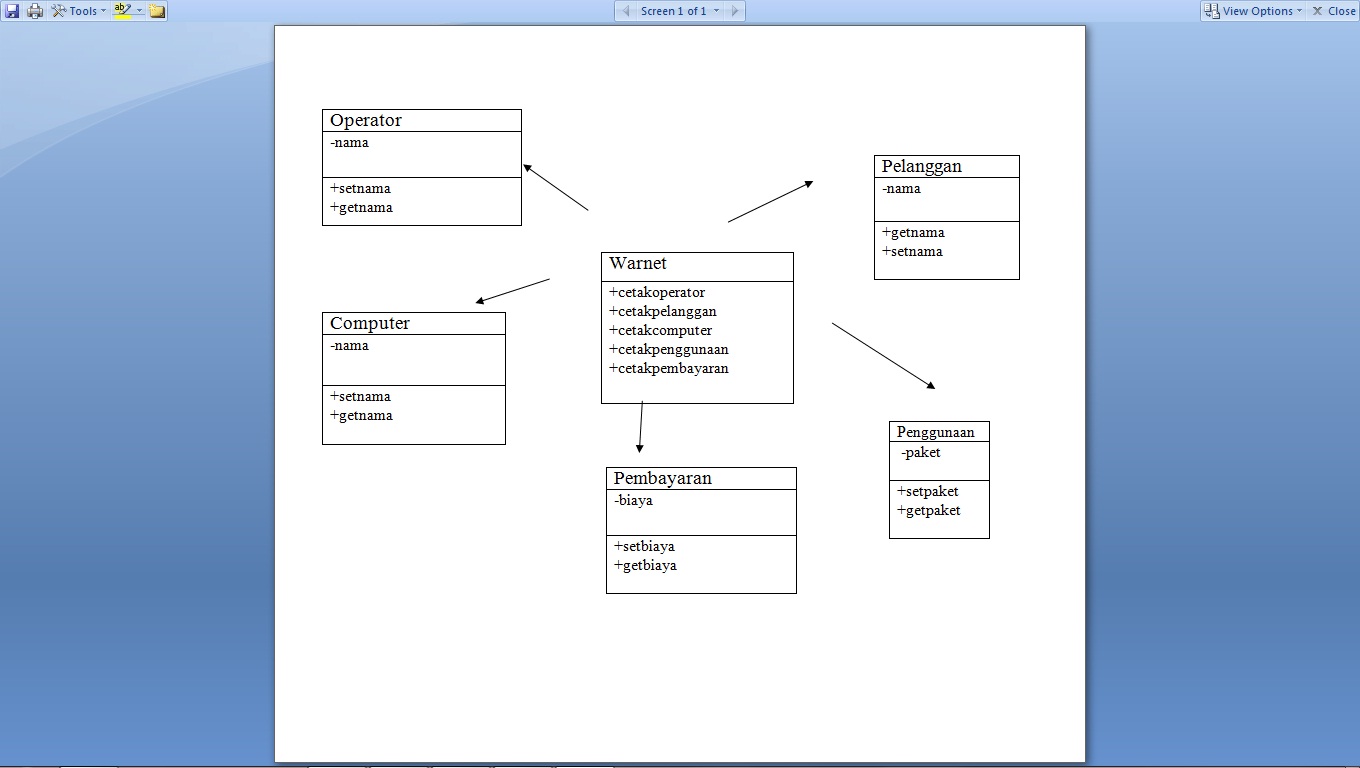 Tools
Screen 1 of 1
View Options
Close
Operator
-nama
+setnama
+getnama
Pelanggan
-nama
+getnama
+setnama
Warnet
+cetakoperator
+cetakpelanggan
+cetakcomputer
+cetakpenggunaan
+cetakpembayaran
Computer
-nama
+setnama
+getnama
Penggunaan
-paket
+setpaket
+getpaket
Pembayaran
-biaya
+setbiaya
+getbiaya